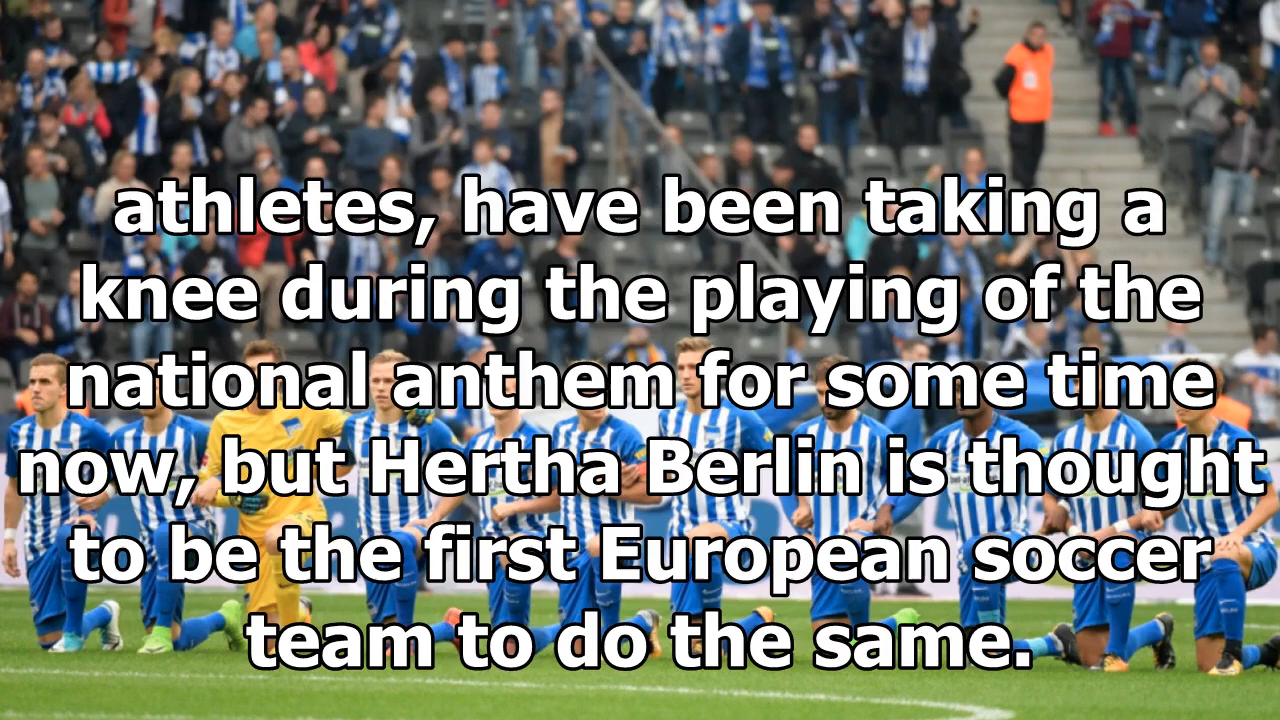 athletes, have been taking a
knee during the playing of the
national anthem for some time
now, but Hertha Berlin is thought
to be the first European soccer
team to do the same.